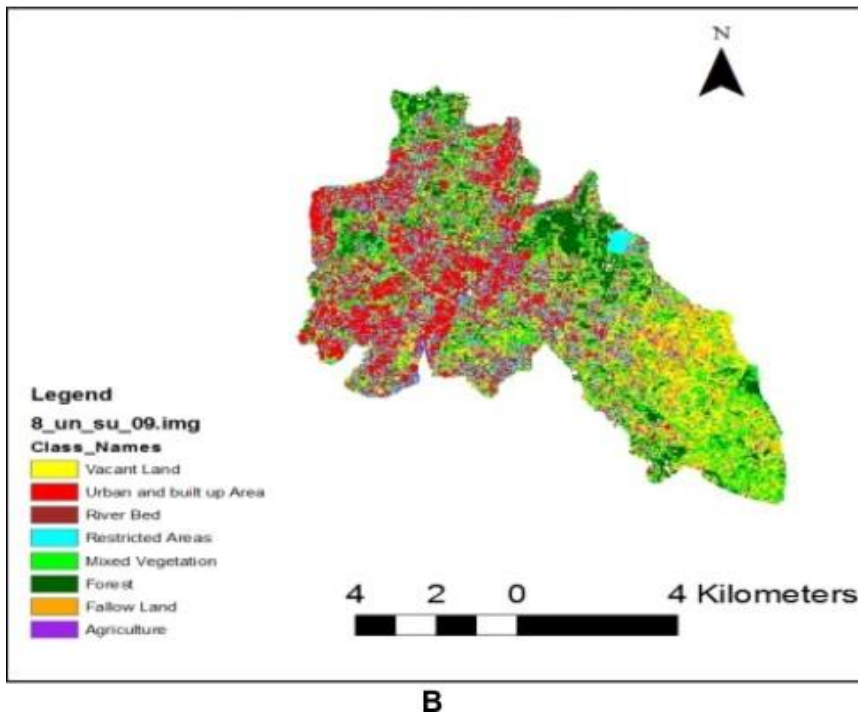 N
Legend
8_un_su_09.img
Class_Names
Vacant Land
Urban and built up Area
River Bed
Restricted Areas
Mixed Vegetation
Forest
Fallow Land
Agriculture
4 2 0 4 Kilometers
B